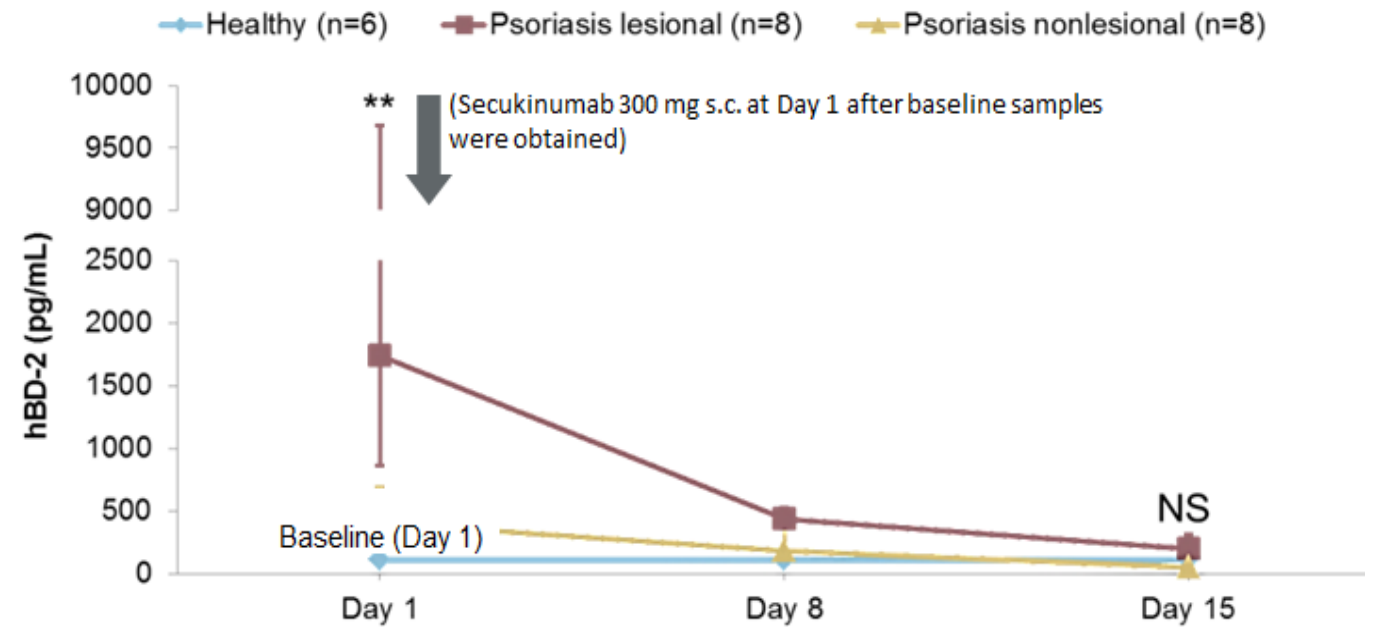 Healthy (n=6) Psoriasis lesional (n=8) Psoriasis nonlesional (n=8)
10000
9500
9000
2500
2000
1500
1000
500
0
hBD-2 (pg/mL)
**
(Secukinumab 300 mg s.c. at Day 1 after baseline samples
were obtained)
Baseline (Day 1)
NS
Day 1 Day 8 Day 15